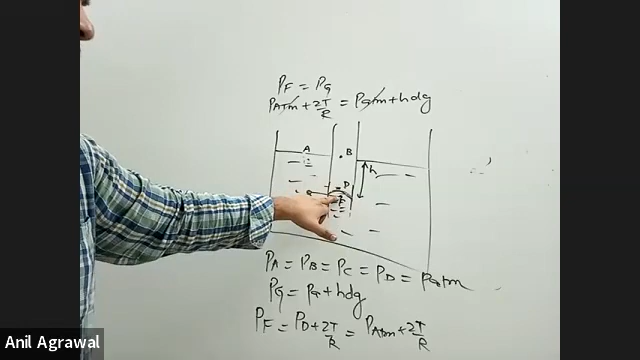 PF = PG
PATm + 2T/R = Patm + hdg
A
B
h
D
G
F
PA = PB = PC = PD = Patm
PG = PA + hdg
PF = PD + 2T/R = PATm + 2T/R
Anil Agrawal